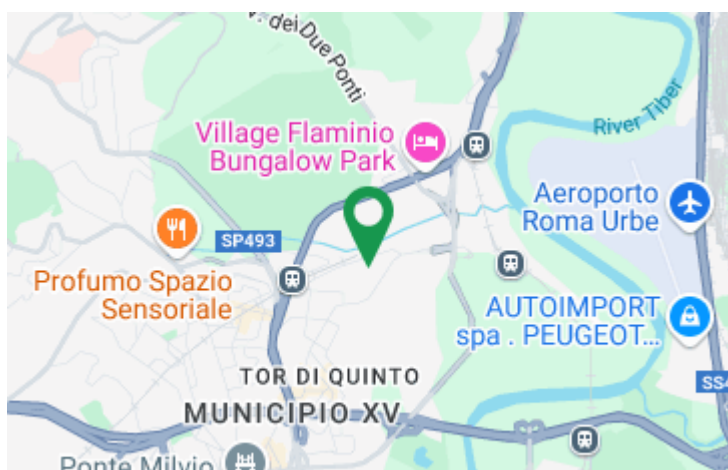 V. dei Due Ponti
River Tiber
Village Flaminio
Bungalow Park
Aeroporto
Roma Urbe
SP493
Profumo Spazio
Sensoriale
AUTOIMPORT
spa . PEUGEOT...
TOR DI QUINTO
SS4
MUNICIPIO XV
Ponte Milvio